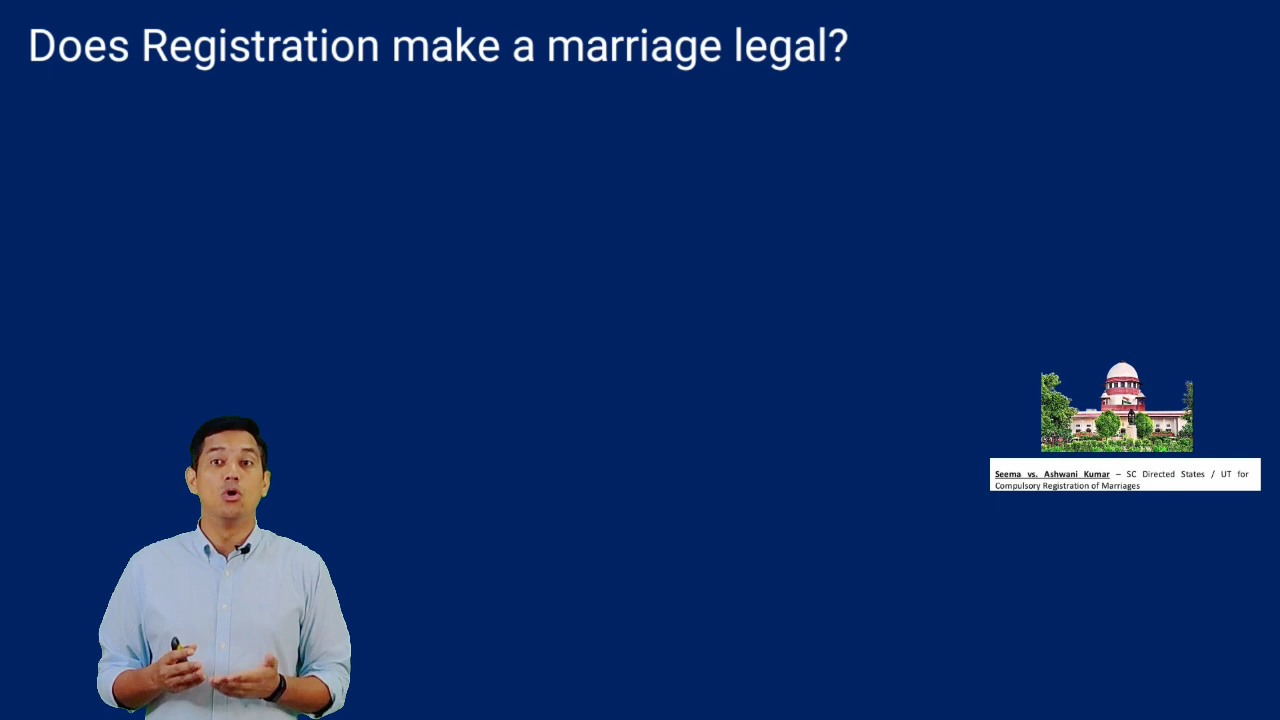 Does Registration make a marriage legal?
Seema vs. Ashwani Kumar – SC Directed States / UT for
Compulsory Registration of Marriages